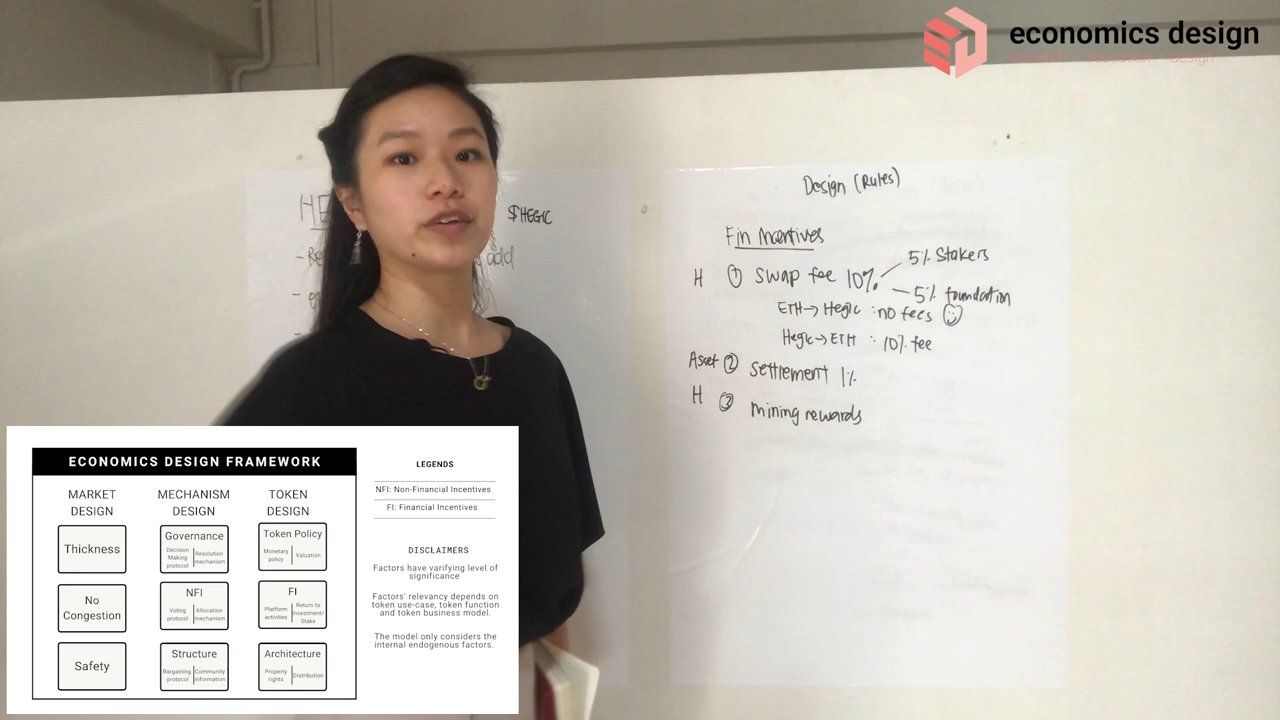 economics design
Design (Rules)
HE
$HEGIC
add
Fin Incentives
H ① Swap fee 10%
5% Stakers
5% foundation
ETH → Hegic : no fees
Hegic → ETH : 10% fee
Asset ② Settlement 1%
H ③ mining rewards
ECONOMICS DESIGN FRAMEWORK
MARKET DESIGN
MECHANISM DESIGN
TOKEN DESIGN
Thickness
Governance
Decision Making protocol
Resolution mechanism
Token Policy
Monetary policy
Valuation
No Congestion
NFI
Voting protocol
Allocation mechanism
FI
Platform activities
Return to Investment/ Stake
Safety
Structure
Bargaining protocol
Community information
Architecture
Property rights
Distribution
LEGENDS
NFI: Non-Financial Incentives
FI: Financial Incentives
DISCLAIMERS
Factors have varifying level of
significance
Factors' relevancy depends on
token use-case, token function
and token business model.
The model only considers the
internal endogenous factors.